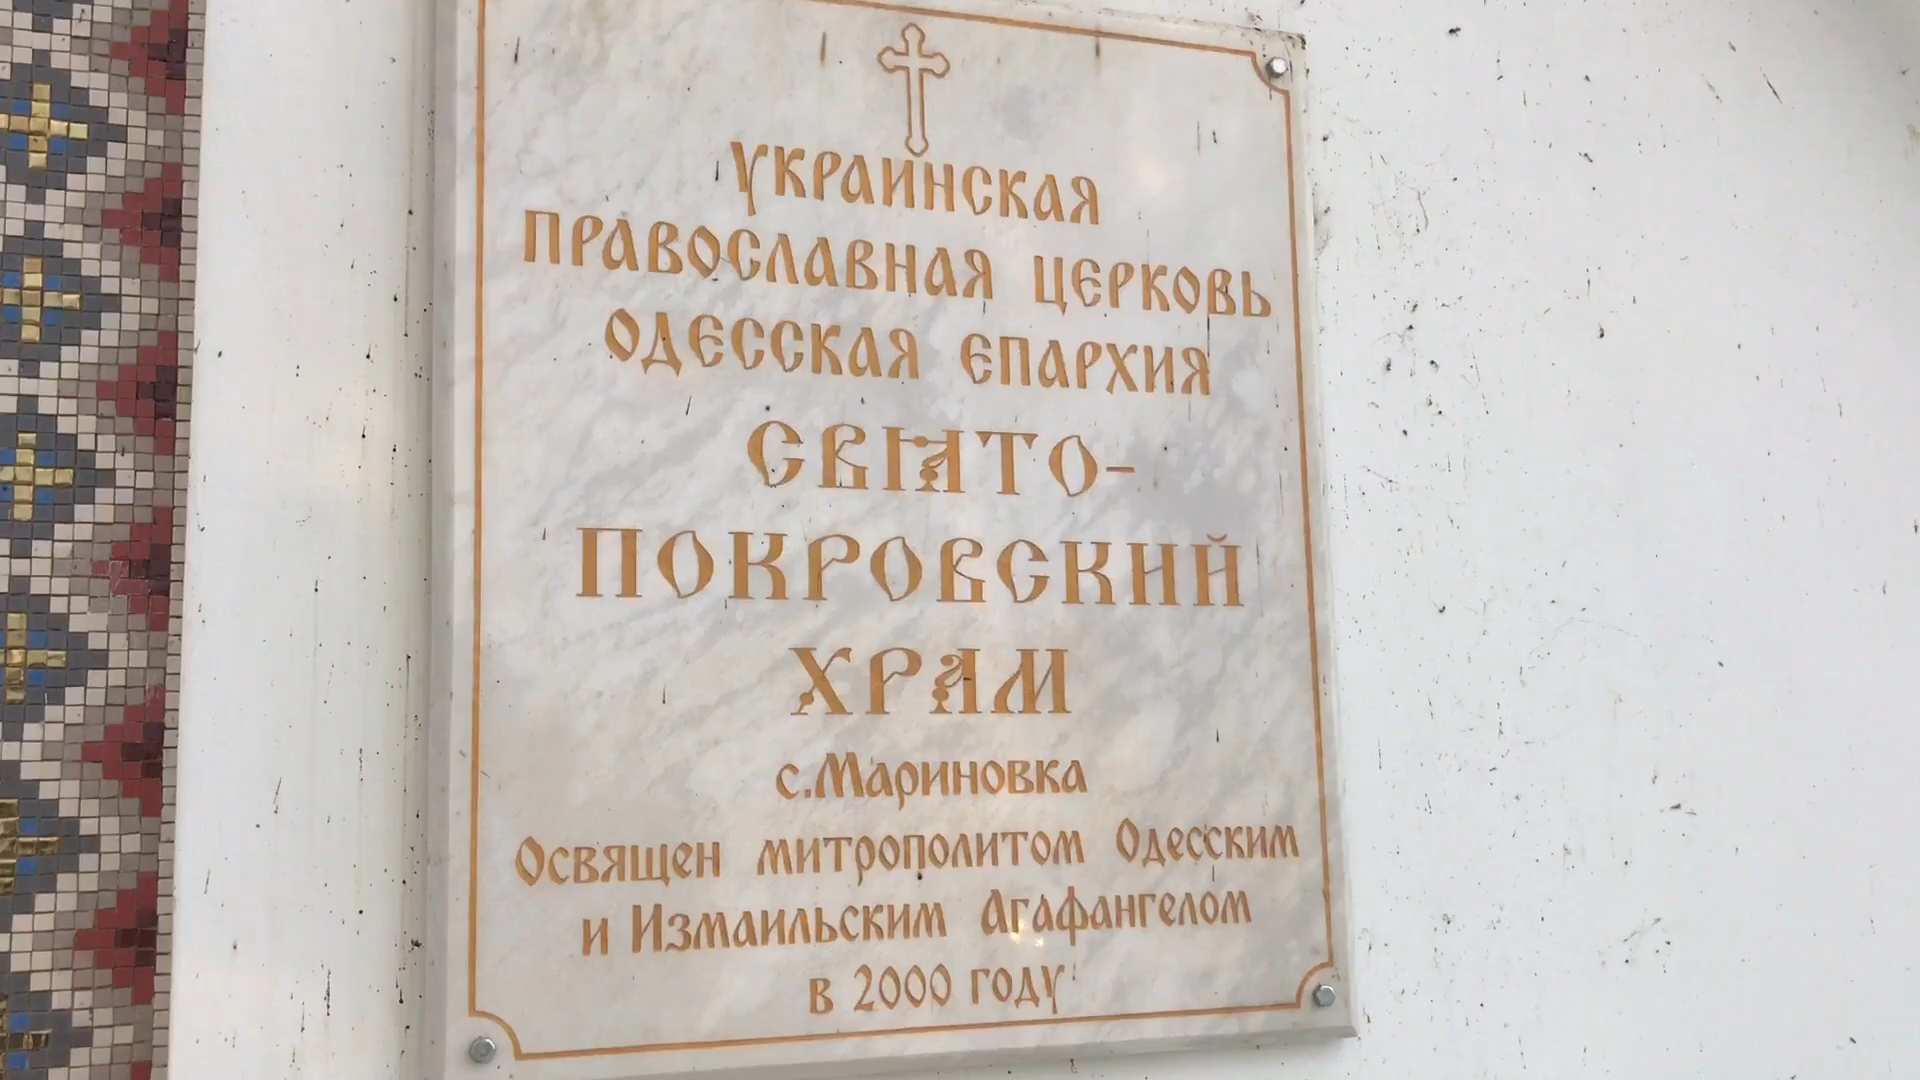 УКРАИНСКАЯ
ПРАВОСЛАВНАЯ ЦЕРКОВЬ
ОДЕССКАЯ ЕПАРХИЯ
СВЯТО-
ПОКРОВСКИЙ
ХРАМ
с.Мариновка
Освящен митрополитом Одесским
и Измаильским Агафангелом
в 2000 году